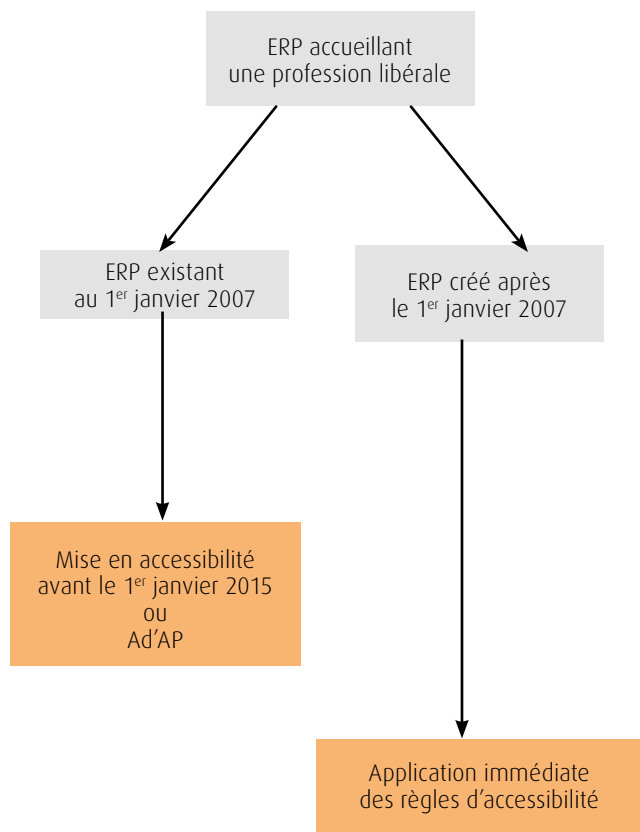 ERP accueillant
une profession libérale
ERP existant
au 1er janvier 2007
ERP créé après
le 1er janvier 2007
Mise en accessibilité
avant le 1er janvier 2015
ou
Ad’AP
Application immédiate
des règles d’accessibilité